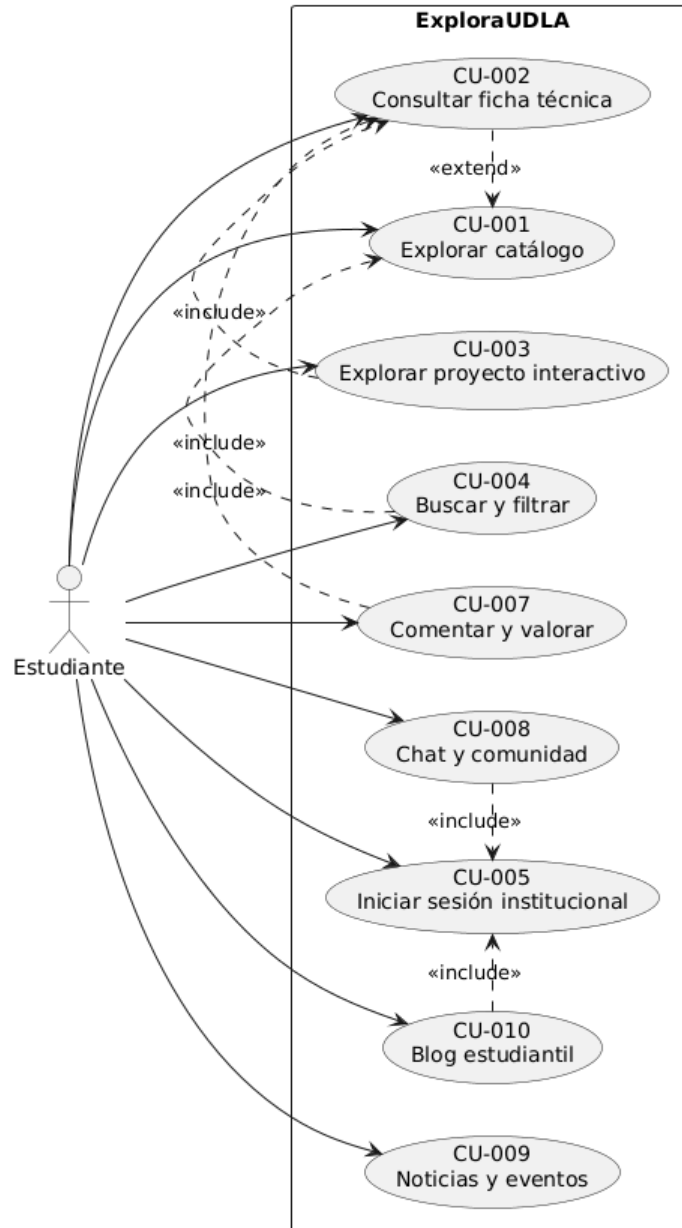 ExploraUDLA
CU-002
Consultar ficha técnica
«extend»
CU-001
Explorar catálogo
«include»
CU-003
Explorar proyecto interactivo
«include»
CU-004
Buscar y filtrar
«include»
CU-007
Comentar y valorar
Estudiante
CU-008
Chat y comunidad
«include»
CU-005
Iniciar sesión institucional
«include»
CU-010
Blog estudiantil
CU-009
Noticias y eventos